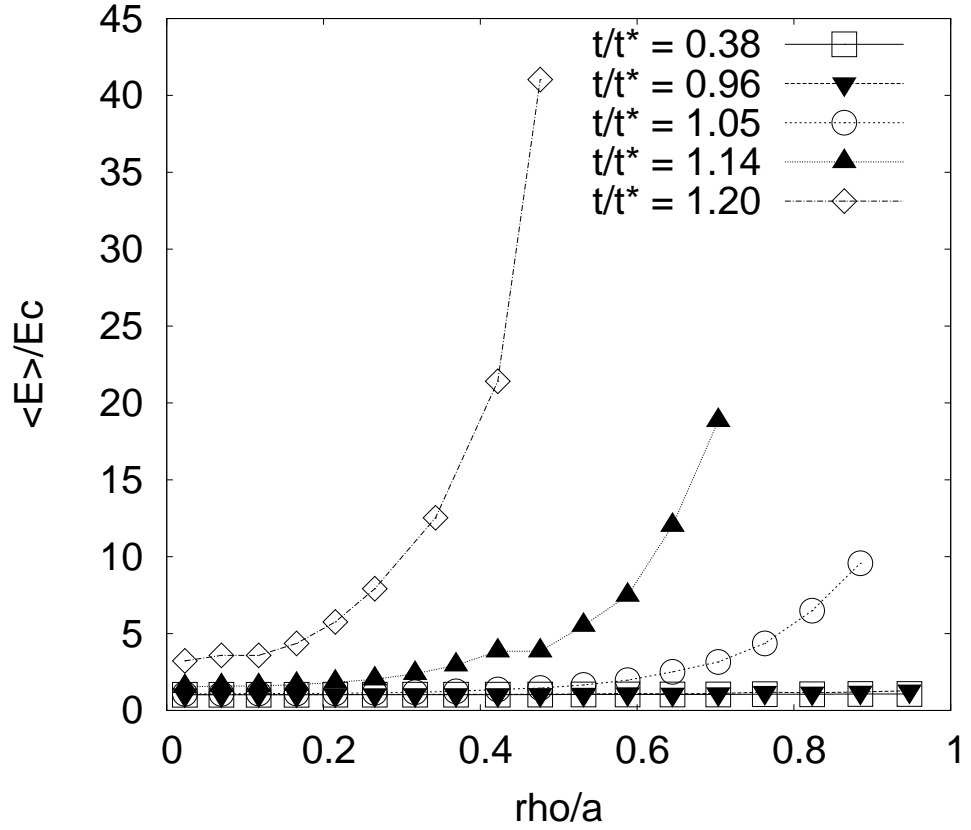 45
40
35
30
25
20
15
10
5
0
<E>/Ec
t/t* = 0.38
t/t* = 0.96
t/t* = 1.05
t/t* = 1.14
t/t* = 1.20
0 0.2 0.4 0.6 0.8 1
rho/a